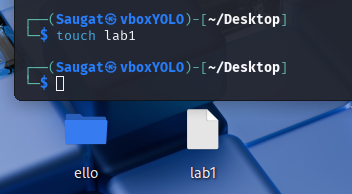 ┌──(Saugat㉿vboxYOLO)-[~/Desktop]
└─$ touch lab1
┌──(Saugat㉿vboxYOLO)-[~/Desktop]
└─$
ello
lab1